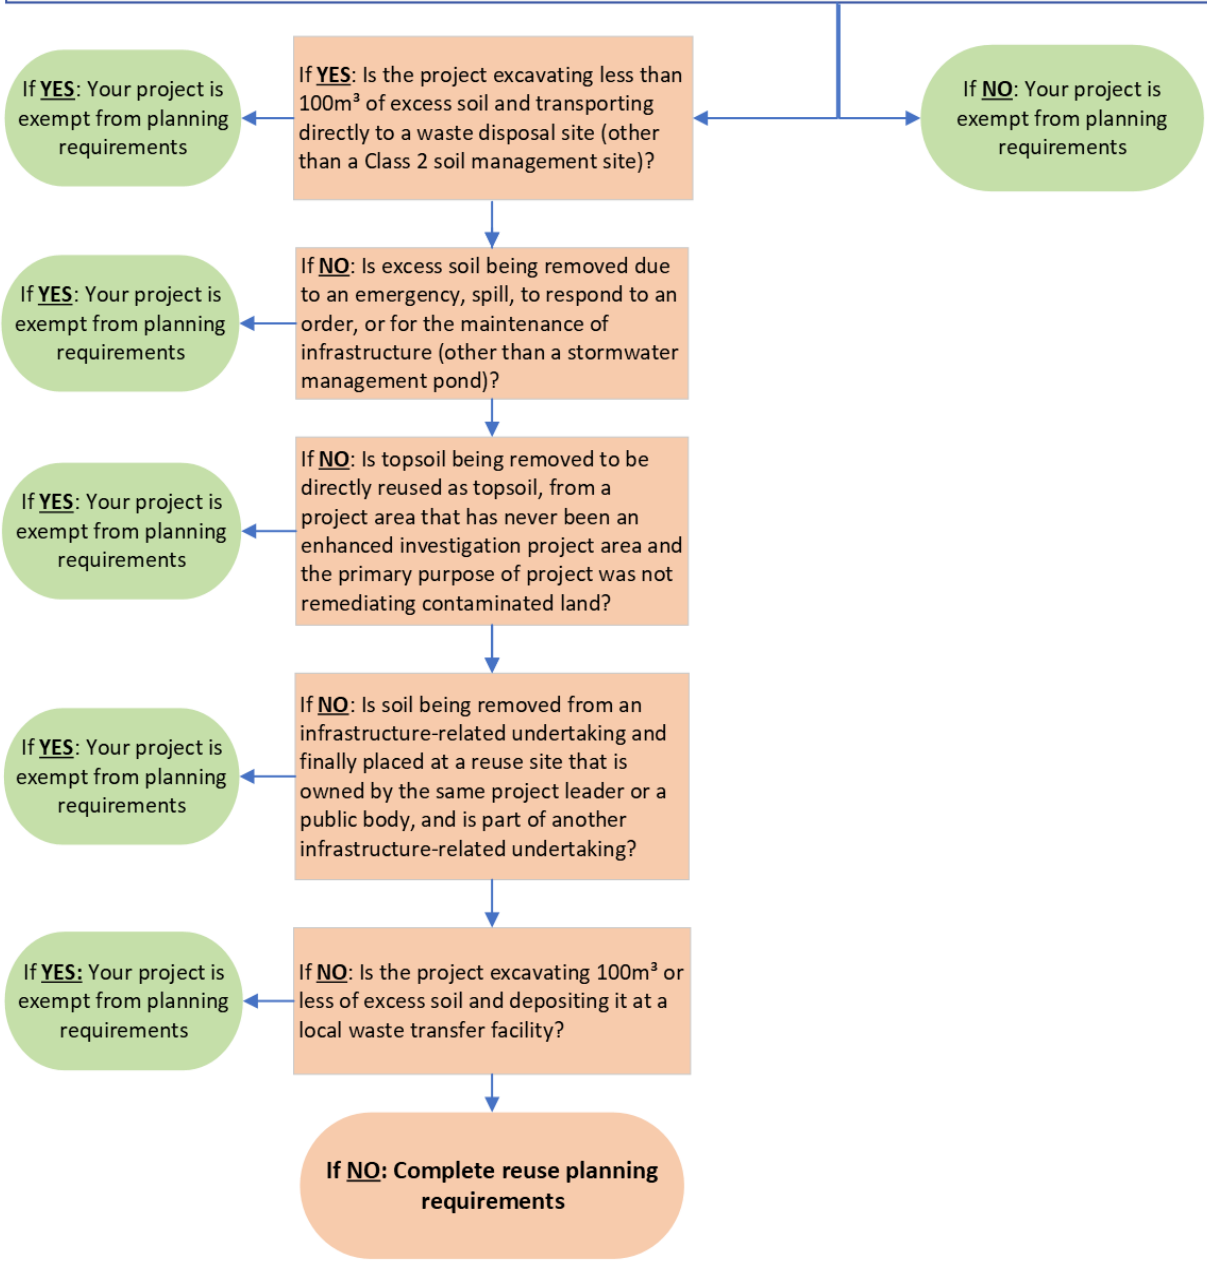 If YES: Your project is
exempt from planning
requirements
If YES: Is the project excavating less than
100m³ of excess soil and transporting
directly to a waste disposal site (other
than a Class 2 soil management site)?
If NO: Your project is
exempt from planning
requirements
If YES: Your project is
exempt from planning
requirements
If NO: Is excess soil being removed due
to an emergency, spill, to respond to an
order, or for the maintenance of
infrastructure (other than a stormwater
management pond)?
If YES: Your project is
exempt from planning
requirements
If NO: Is topsoil being removed to be
directly reused as topsoil, from a
project area that has never been an
enhanced investigation project area and
the primary purpose of project was not
remediating contaminated land?
If YES: Your project is
exempt from planning
requirements
If NO: Is soil being removed from an
infrastructure-related undertaking and
finally placed at a reuse site that is
owned by the same project leader or a
public body, and is part of another
infrastructure-related undertaking?
If YES: Your project is
exempt from planning
requirements
If NO: Is the project excavating 100m³ or
less of excess soil and depositing it at a
local waste transfer facility?
If NO: Complete reuse planning
requirements